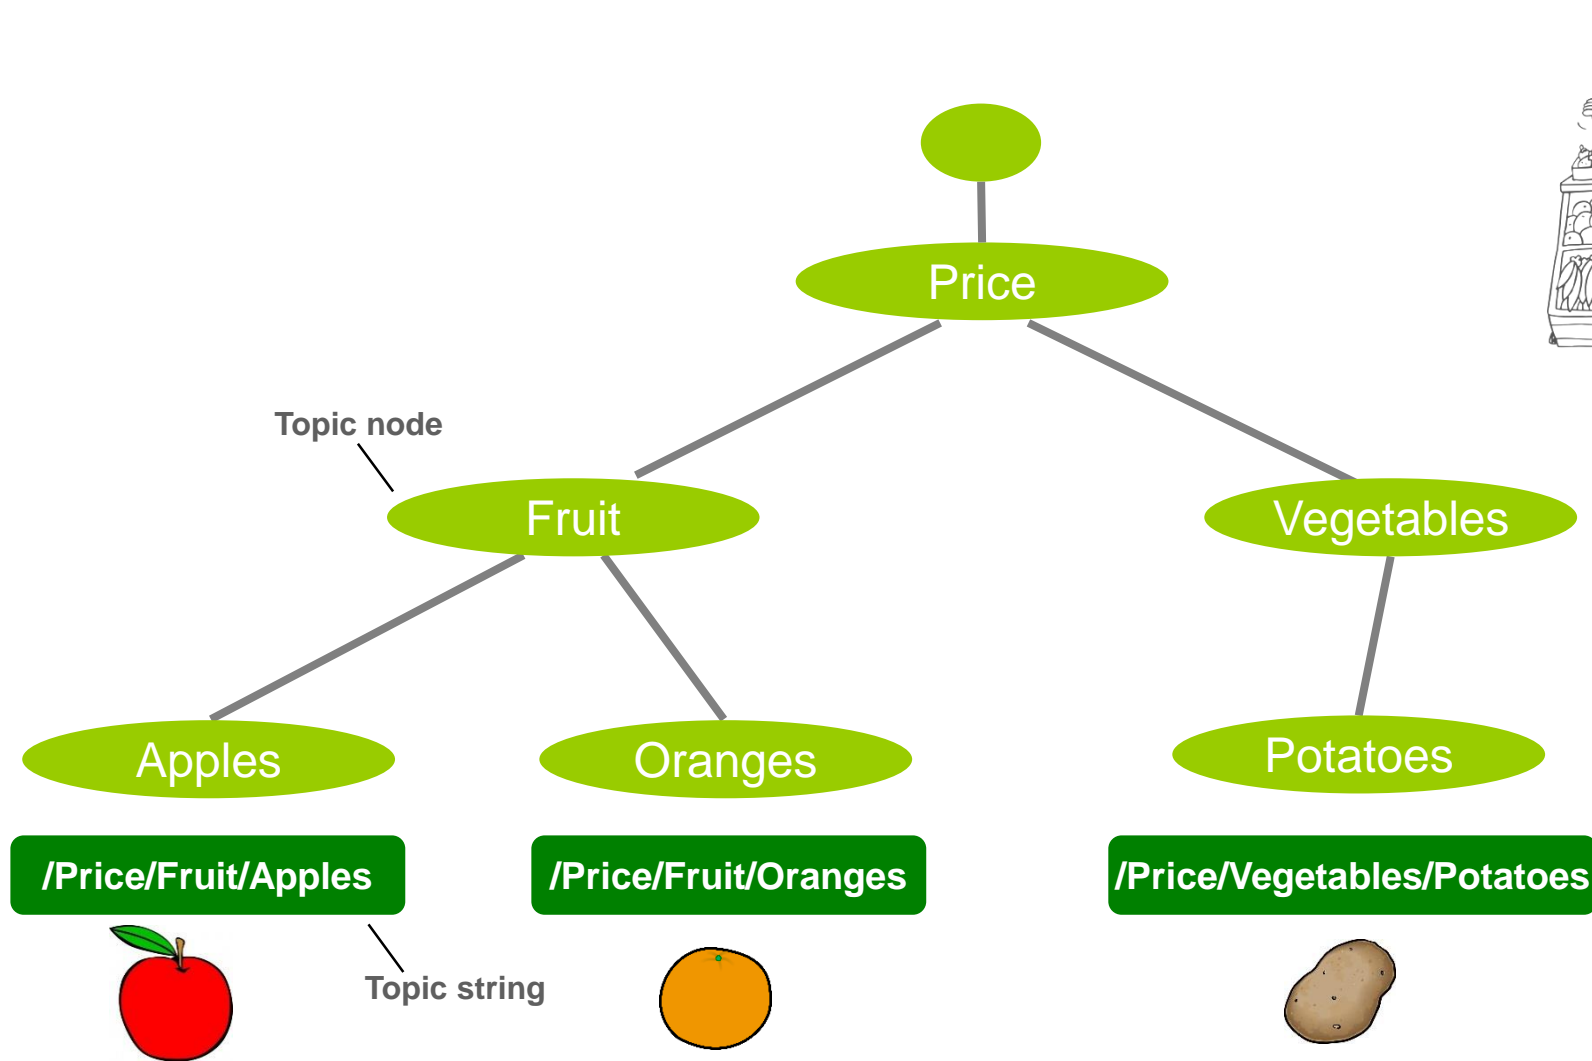 Price
Topic node
Fruit
Vegetables
Apples
Oranges
Potatoes
/Price/Fruit/Apples
/Price/Fruit/Oranges
/Price/Vegetables/Potatoes
Topic string